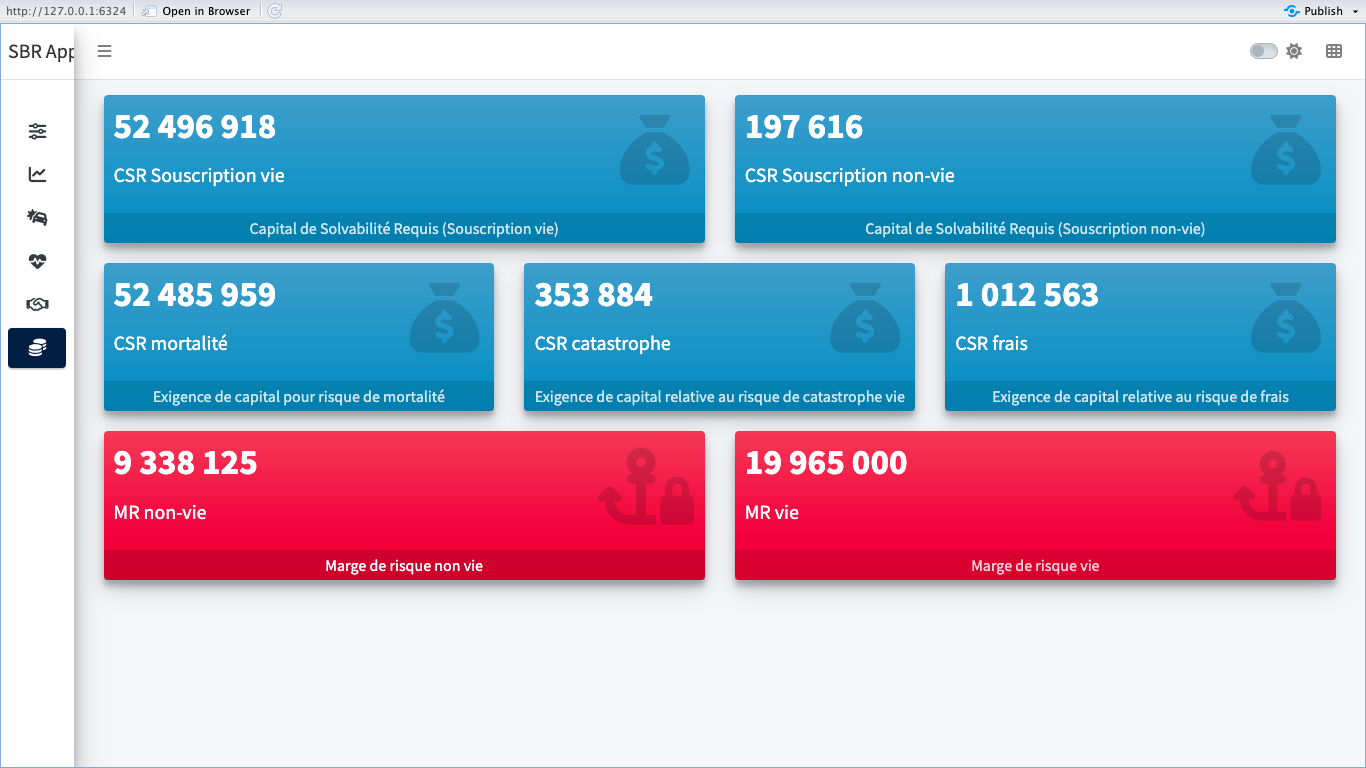 http://127.0.0.1:6324 Open in Browser Publish
SBR App
52 496 918
CSR Souscription vie
Capital de Solvabilité Requis (Souscription vie)
197 616
CSR Souscription non-vie
Capital de Solvabilité Requis (Souscription non-vie)
52 485 959
CSR mortalité
Exigence de capital pour risque de mortalité
353 884
CSR catastrophe
Exigence de capital relative au risque de catastrophe vie
1 012 563
CSR frais
Exigence de capital relative au risque de frais
9 338 125
MR non-vie
Marge de risque non vie
19 965 000
MR vie
Marge de risque vie